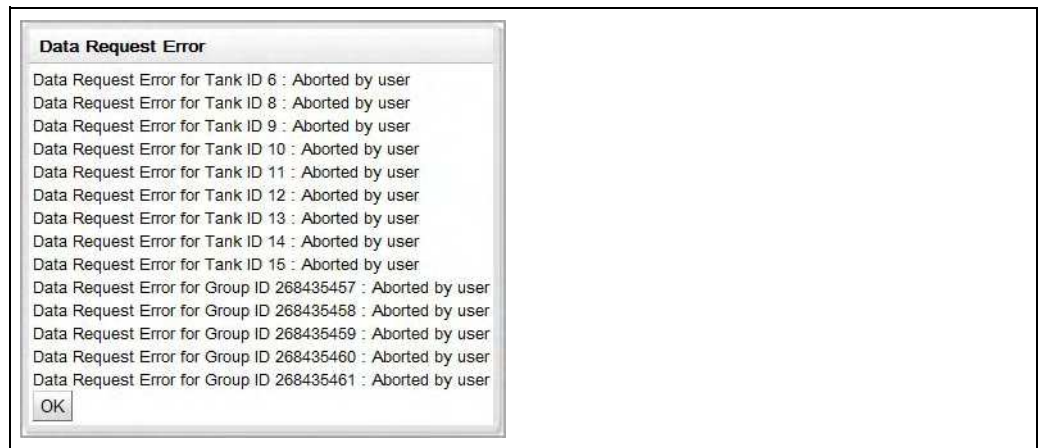 Data Request Error
Data Request Error for Tank ID 6 : Aborted by user
Data Request Error for Tank ID 8 : Aborted by user
Data Request Error for Tank ID 9 : Aborted by user
Data Request Error for Tank ID 10 : Aborted by user
Data Request Error for Tank ID 11 : Aborted by user
Data Request Error for Tank ID 12 : Aborted by user
Data Request Error for Tank ID 13 : Aborted by user
Data Request Error for Tank ID 14 : Aborted by user
Data Request Error for Tank ID 15 : Aborted by user
Data Request Error for Group ID 268435457 : Aborted by user
Data Request Error for Group ID 268435458 : Aborted by user
Data Request Error for Group ID 268435459 : Aborted by user
Data Request Error for Group ID 268435460 : Aborted by user
Data Request Error for Group ID 268435461 : Aborted by user
OK